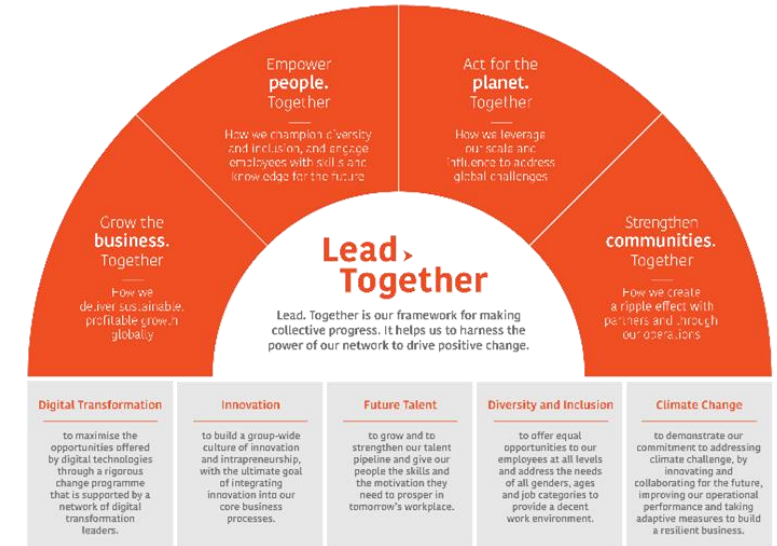 Empower
people.
Together
How we champion diversity
and inclusion, and engage
employees with skills and
knowledge for the future
Act for the
planet.
Together
How we leverage
our scale and
influence to address
global challenges
Grow the
business.
Together
How we
deliver sustainable,
profitable growth
globally
Strengthen
communities.
Together
How we create
a ripple effect with
partners and through
our operations
Lead
Together
Lead. Together is our framework for making
collective progress. It helps us to harness the
power of our network to drive positive change.
Digital Transformation
to maximise the
opportunities offered
by digital technologies
through a rigorous
change programme
that is supported by a
network of digital
transformation
leaders.
Innovation
to build a group-wide
culture of innovation
and intrapreneurship,
with the ultimate goal
of integrating
innovation into our
core business
processes.
Future Talent
to grow and to
strengthen our talent
pipeline and give our
people the skills and
the motivation they
need to prosper in
tomorrow's workplace.
Diversity and Inclusion
to offer equal
opportunities to our
employees at all levels
and address the needs
of all genders, ages
and job categories to
provide a decent
work environment.
Climate Change
to demonstrate our
commitment to addressing
climate challenge, by
innovating and
collaborating for the future,
improving our operational
performance and taking
adaptive measures to build
a resilient business.